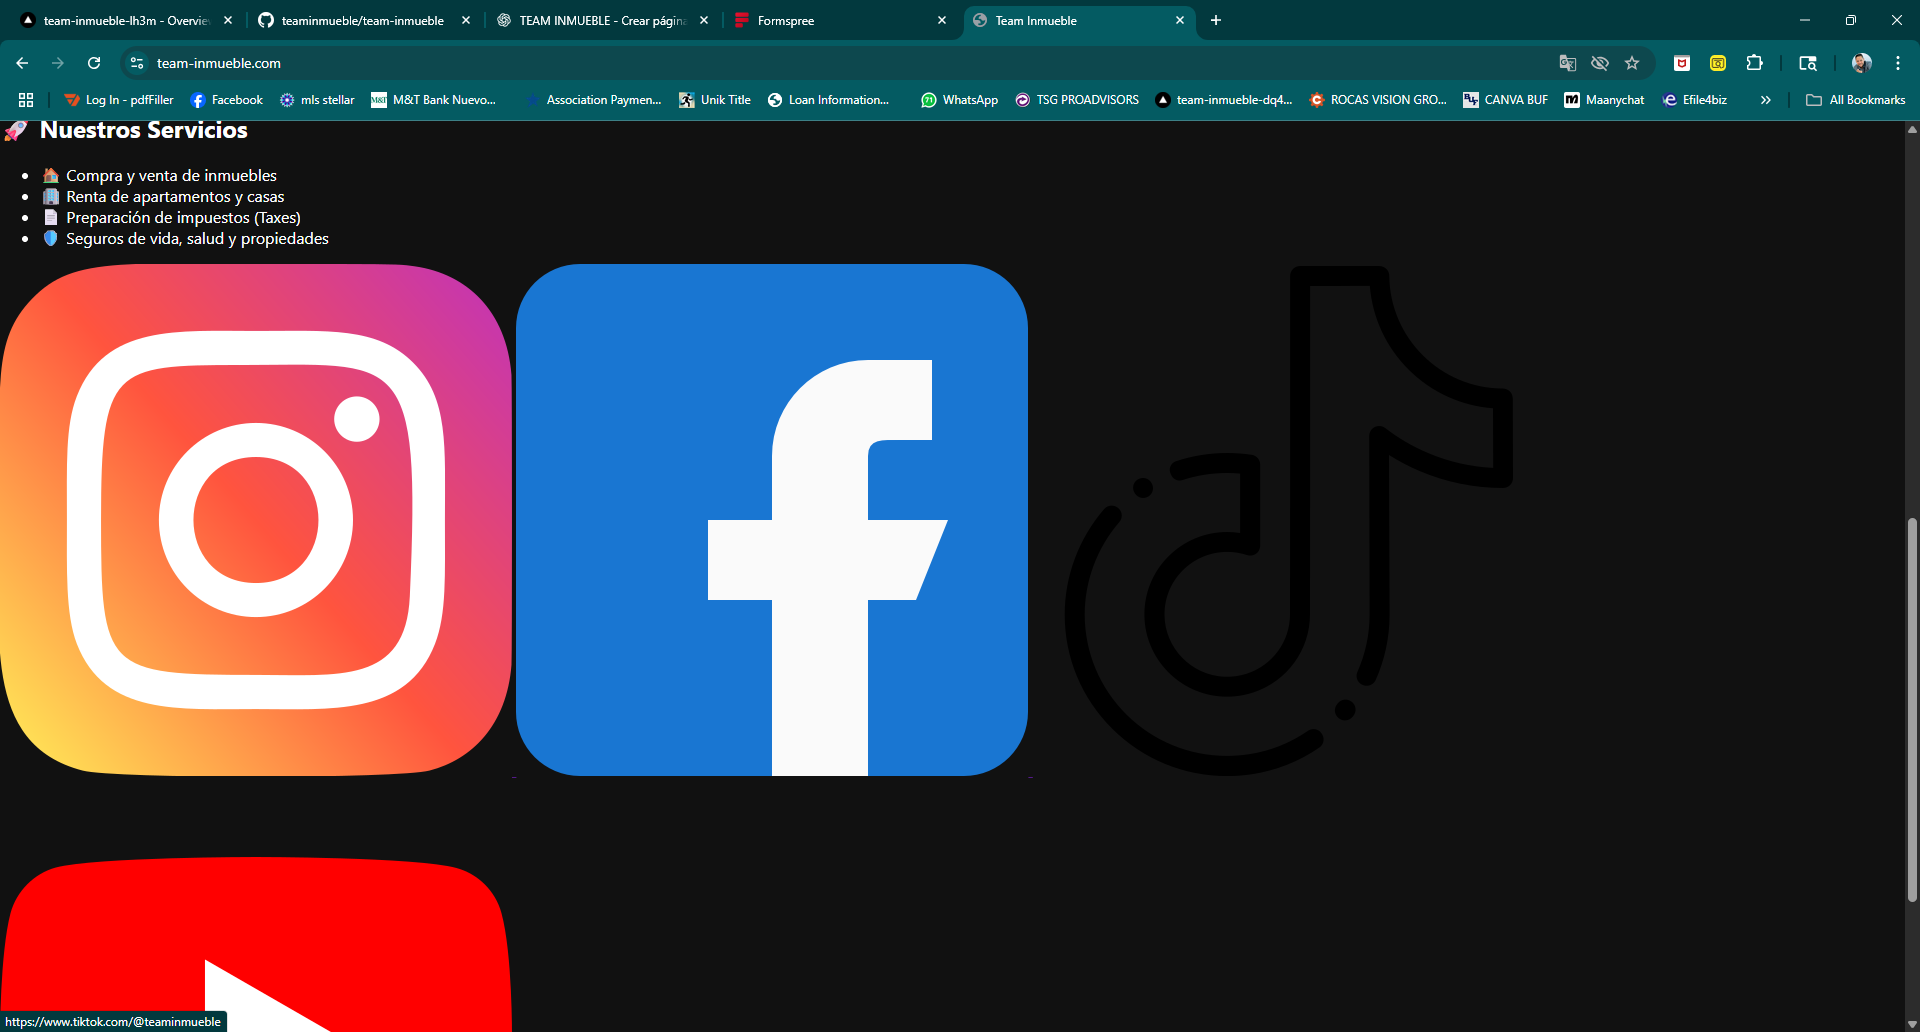 team-inmueble-lh3m - Overvie
teaminmueble/team-inmueble
TEAM INMUEBLE - Crear págin
Formspree
Team Inmueble
team-inmueble.com
Log In - pdfFiller
Facebook
mls stellar
M&T Bank Nuevo...
Association Paymen...
Unik Title
Loan Information...
WhatsApp
TSG PROADVISORS
team-inmueble-dq4...
ROCAS VISION GRO...
CANVA BUF
Maanychat
Efile4biz
All Bookmarks
🚀 Nuestros Servicios
• 🏠 Compra y venta de inmuebles
• 🏢 Renta de apartamentos y casas
• 📄 Preparación de impuestos (Taxes)
• 🛡️ Seguros de vida, salud y propiedades
https://www.tiktok.com/@teaminmueble